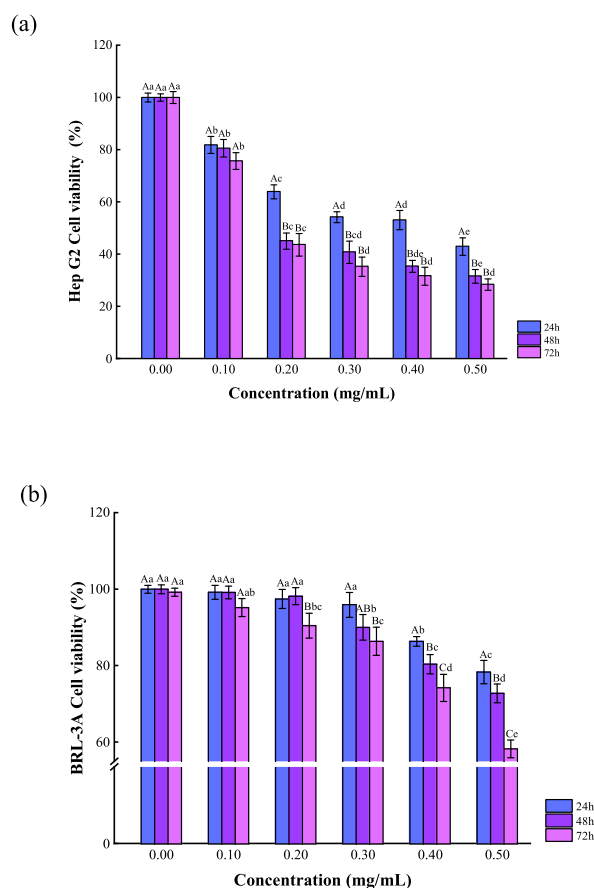 (a)
120
100
80
60
40
20
0
Hep G2 Cell viability (%)
Aa Aa Aa
Ab Ab Ab
Ac Bc Bc
Ad Bcd Bd
Ad Bde Bd
Ae Be Bd
0.00 0.10 0.20 0.30 0.40 0.50
Concentration (mg/mL)
24h
48h
72h
(b)
120
100
80
60
0
BRL-3A Cell viability (%)
Aa Aa Aa
Aa Aa Aab
Aa Aa Bbc
Aa ABb Bc
Ab Bc Cd
Ac Bd Ce
0.00 0.10 0.20 0.30 0.40 0.50
Concentration (mg/mL)
24h
48h
72h